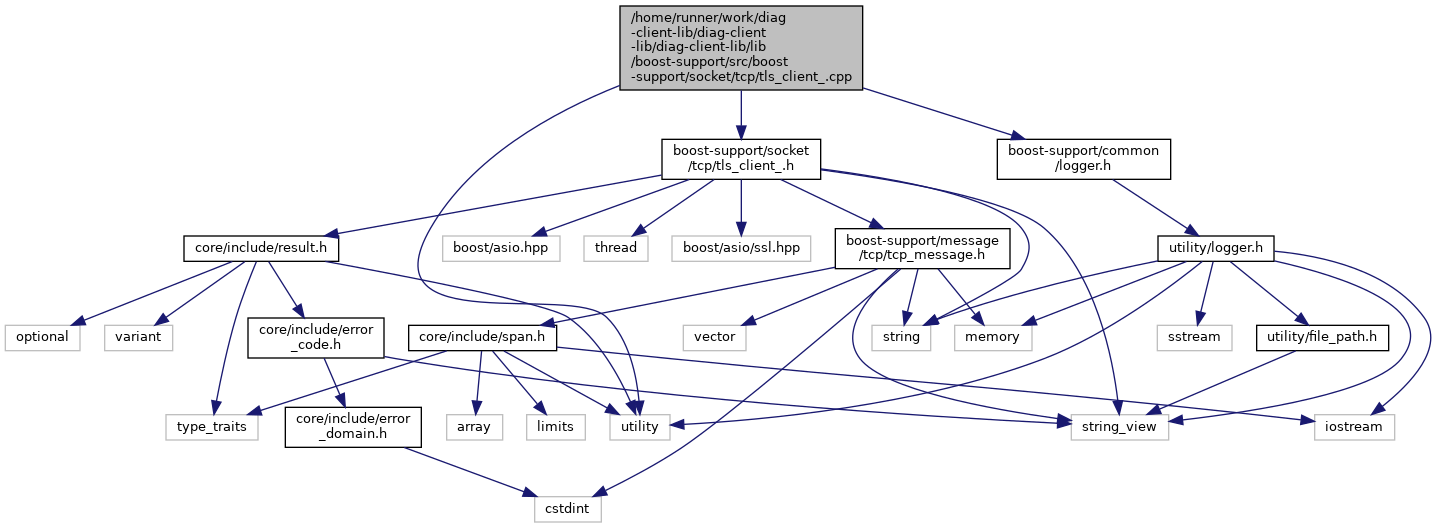 /home/runner/work/diag
-client-lib/diag-client
-lib/diag-client-lib/lib
/boost-support/src/boost
-support/socket/tcp/tls_client_.cpp
boost-support/socket
/tcp/tls_client_.h
boost-support/common
/logger.h
core/include/result.h
boost/asio.hpp
thread
boost/asio/ssl.hpp
boost-support/message
/tcp/tcp_message.h
utility/logger.h
optional
variant
core/include/error
_code.h
core/include/span.h
vector
string
memory
sstream
utility/file_path.h
type_traits
core/include/error
_domain.h
array
limits
utility
string_view
iostream
cstdint